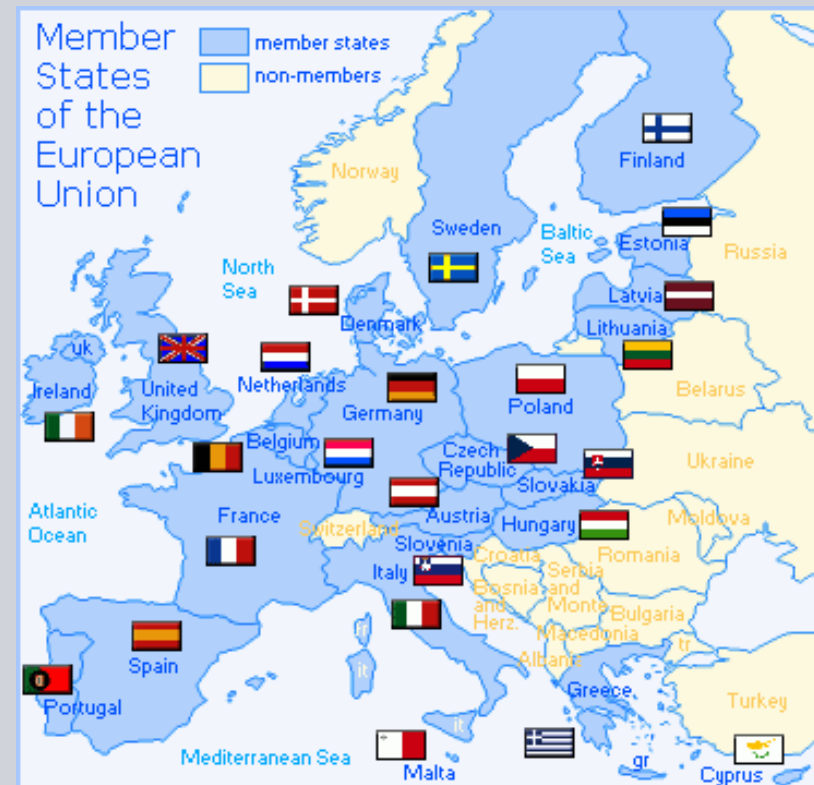 Member
States
of the
European
Union
member states
non-members
Norway
Finland
Sweden
Baltic
Sea
Estonia
Russia
North
Sea
Latvia
Denmark
Lithuania
uk
Ireland
United
Kingdom
Netherlands
Germany
Poland
Belarus
Belgium
Luxembourg
Czech
Republic
Slovakia
Ukraine
Atlantic
Ocean
France
Switzerland
Austria
Hungary
Moldova
Slovenia
Italy
Croatia
Romania
Bosnia
and
Herz.
Serbia
and
Monte
Bulgaria
Macedonia
Albania
tr
Spain
Portugal
it
Greece
Turkey
it
Mediterranean Sea
Malta
gr
Cyprus